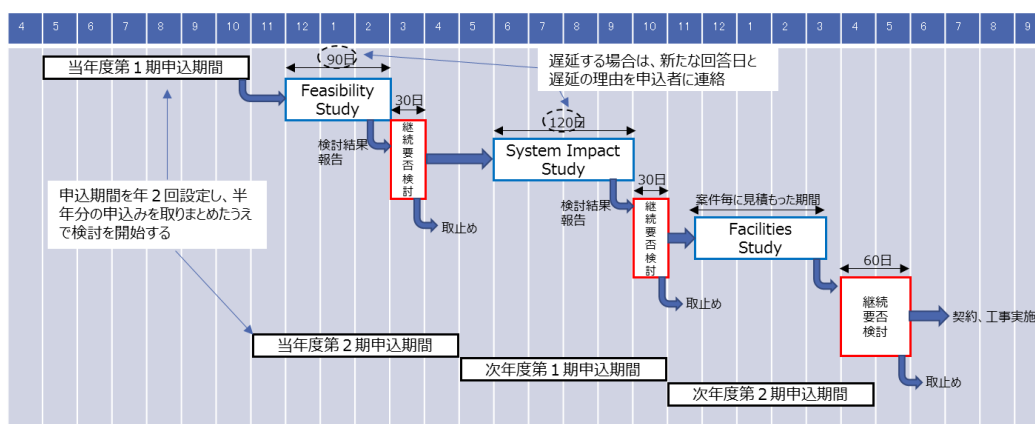 4 5 6 7 8 9 10 11 12 1 2 3 4 5 6 7 8 9 10 11 12 1 2 3 4 5 6 7 8 9
当年度第１期申込期間
90日
Feasibility
Study
遅延する場合は、新たな回答日と
遅延の理由を申込者に連絡
30日
継続要否検討
検討結果
報告
取止め
120日
System Impact
Study
申込期間を年２回設定し、半
年分の申込みを取りまとめたうえ
で検討を開始する
30日
継続要否検討
検討結果
報告
取止め
案件毎に見積もった期間
Facilities
Study
60日
継続
要否
検討
契約、工事実施
取止め
当年度第２期申込期間
次年度第１期申込期間
次年度第２期申込期間